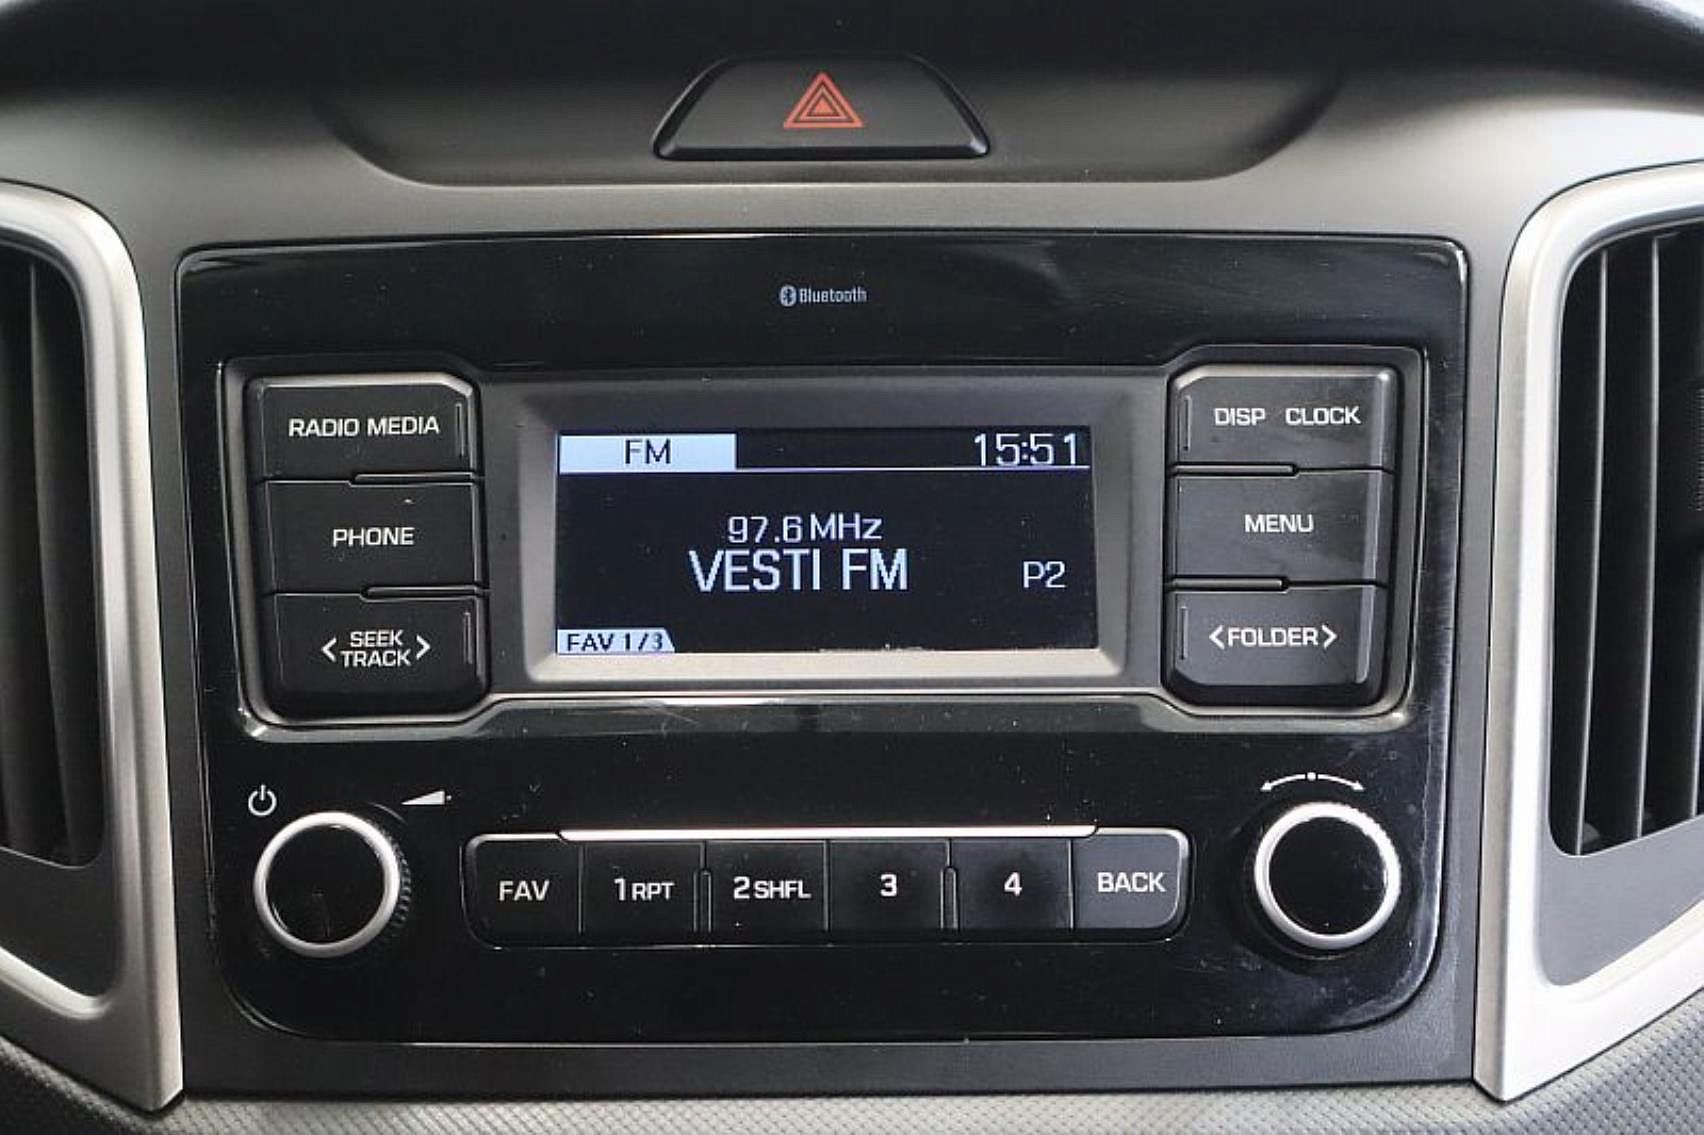 Bluetooth
RADIO MEDIA
DISP CLOCK
FM 15:51
PHONE
MENU
97.6 MHz
VESTI FM
P2
<SEEK TRACK>
<FOLDER>
FAV 1/3
FAV 1 RPT 2 SHFL 3 4 BACK